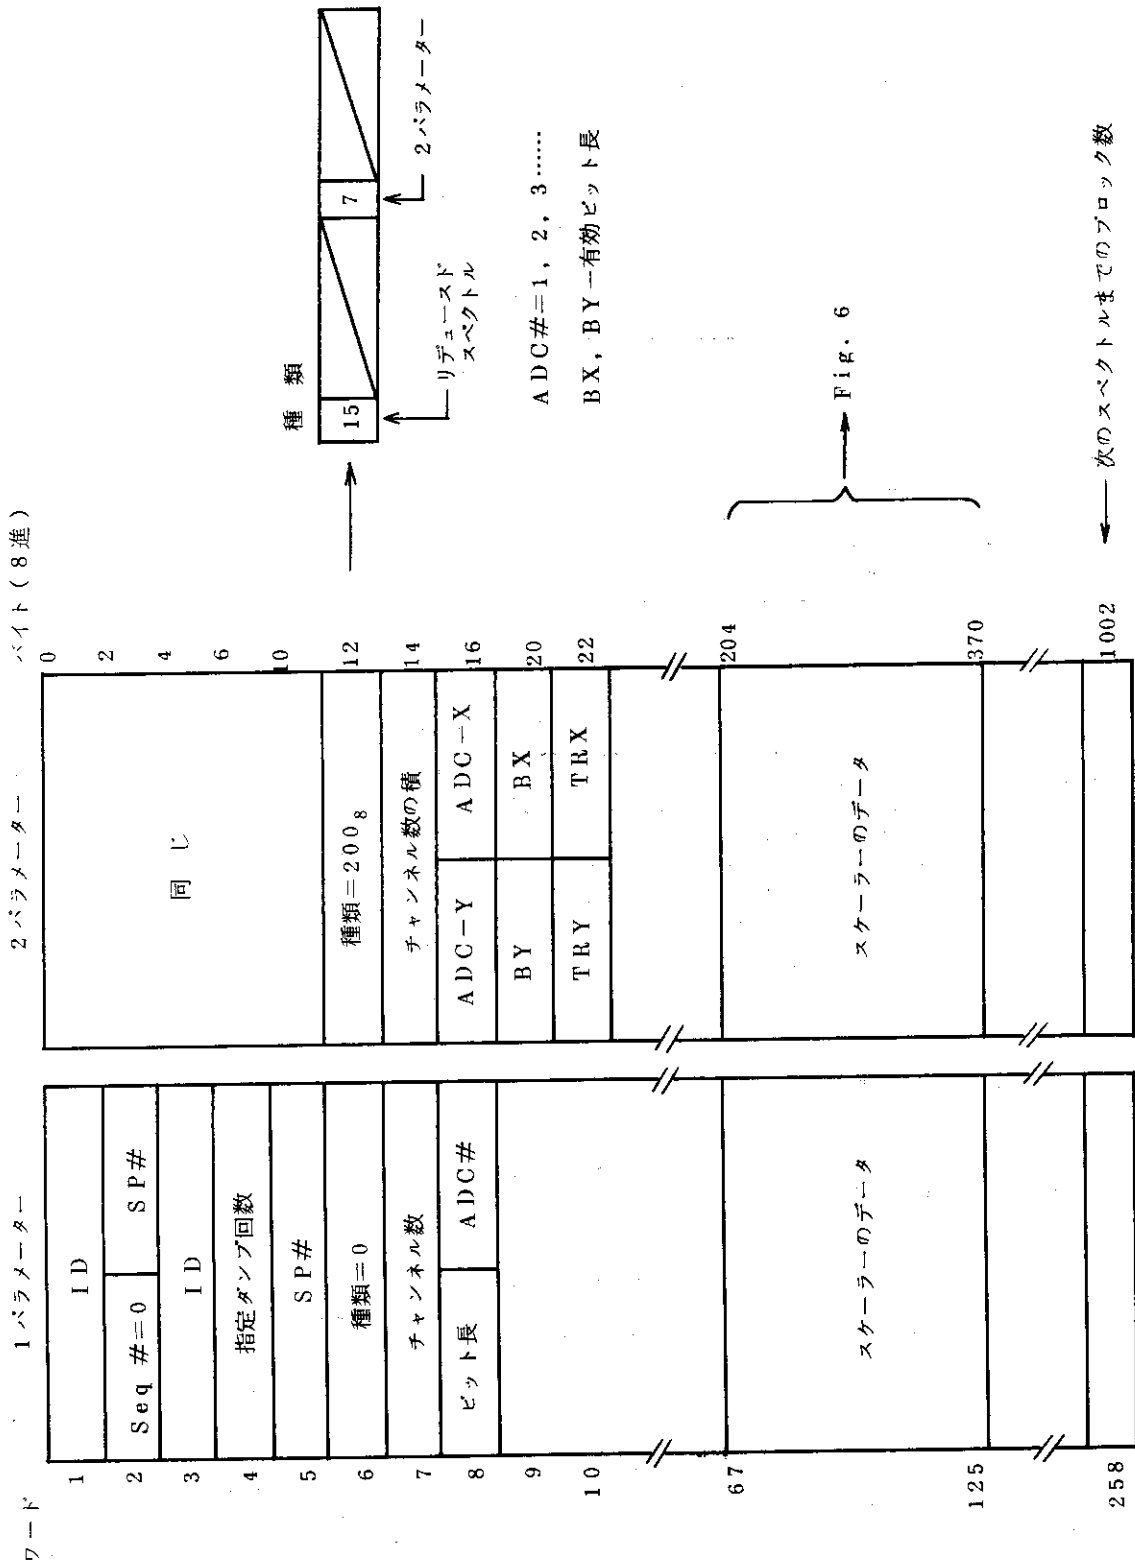 ワード
1パラメーター
2パラメーター
バイト(8進)
1
ID
0
2
Seq #=0
SP#
2
3
ID
同じ
4
4
指定ダンプ回数
6
5
SP#
10
6
種類=0
種類=200₈
12
7
チャンネル数
チャンネル数の積
14
8
ビット長
ADC#
ADC-Y
ADC-X
16
9
BY
BX
20
10
TRY
TRX
22
67
204
スケーラーのデータ
スケーラーのデータ
Fig. 6
125
370
258
1002
次のスペクトルまでのブロック数
種類
15
7
リデュースド
スペクトル
2パラメーター
ADC#=1, 2, 3……
BX, BY-有効ビット長